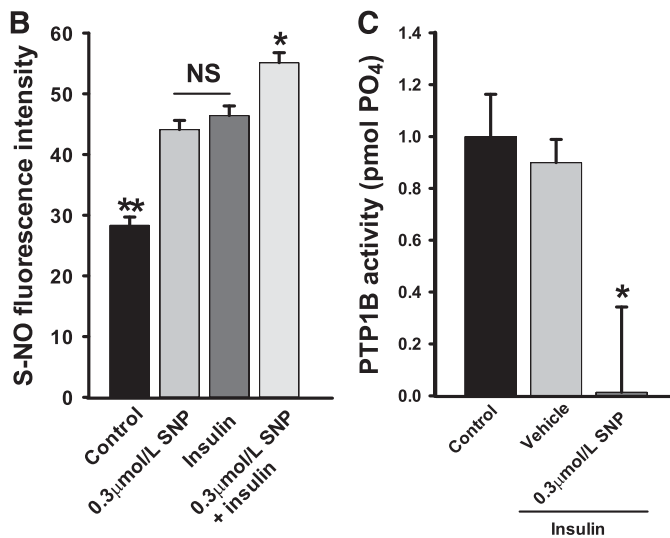 B
S-NO fluorescence intensity
60
50
40
30
20
10
0
**
NS
*
Control
0.3μmol/L SNP
Insulin
0.3μmol/L SNP
+ insulin
C
PTP1B activity (pmol PO4)
1.4
1.2
1.0
0.8
0.6
0.4
0.2
0.0
*
Control
Vehicle
0.3μmol/L SNP
Insulin